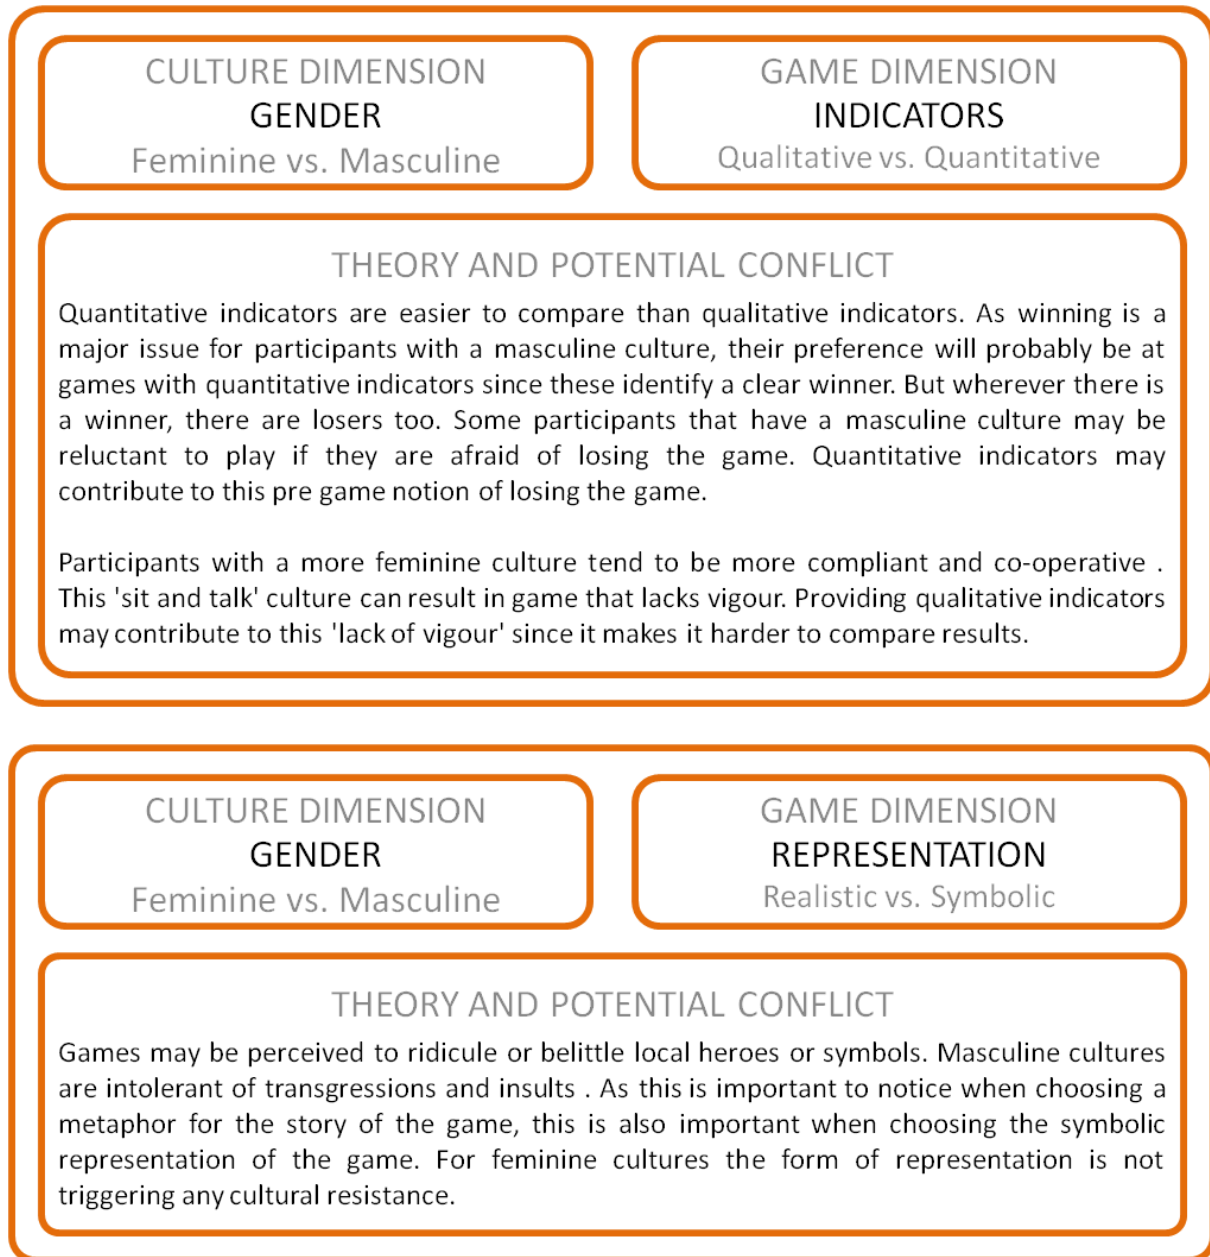 CULTURE DIMENSION
GENDER
Feminine vs. Masculine
GAME DIMENSION
INDICATORS
Qualitative vs. Quantitative
THEORY AND POTENTIAL CONFLICT
Quantitative indicators are easier to compare than qualitative indicators. As winning is a
major issue for participants with a masculine culture, their preference will probably be at
games with quantitative indicators since these identify a clear winner. But wherever there is
a winner, there are losers too. Some participants that have a masculine culture may be
reluctant to play if they are afraid of losing the game. Quantitative indicators may
contribute to this pre game notion of losing the game.
Participants with a more feminine culture tend to be more compliant and co-operative .
This 'sit and talk' culture can result in game that lacks vigour. Providing qualitative indicators
may contribute to this 'lack of vigour' since it makes it harder to compare results.
CULTURE DIMENSION
GENDER
Feminine vs. Masculine
GAME DIMENSION
REPRESENTATION
Realistic vs. Symbolic
THEORY AND POTENTIAL CONFLICT
Games may be perceived to ridicule or belittle local heroes or symbols. Masculine cultures
are intolerant of transgressions and insults . As this is important to notice when choosing a
metaphor for the story of the game, this is also important when choosing the symbolic
representation of the game. For feminine cultures the form of representation is not
triggering any cultural resistance.